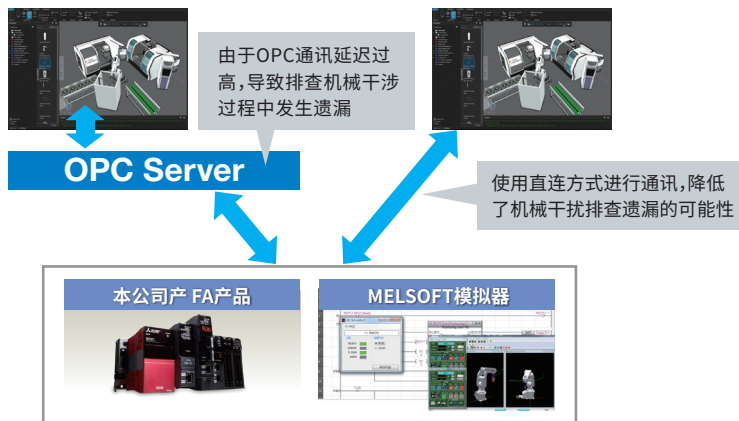 由于OPC通讯延迟过
高,导致排查机械干涉
过程中发生遗漏
OPC Server
使用直连方式进行通讯,降低
了机械干扰排查遗漏的可能性
本公司产 FA产品
MELSOFT模拟器